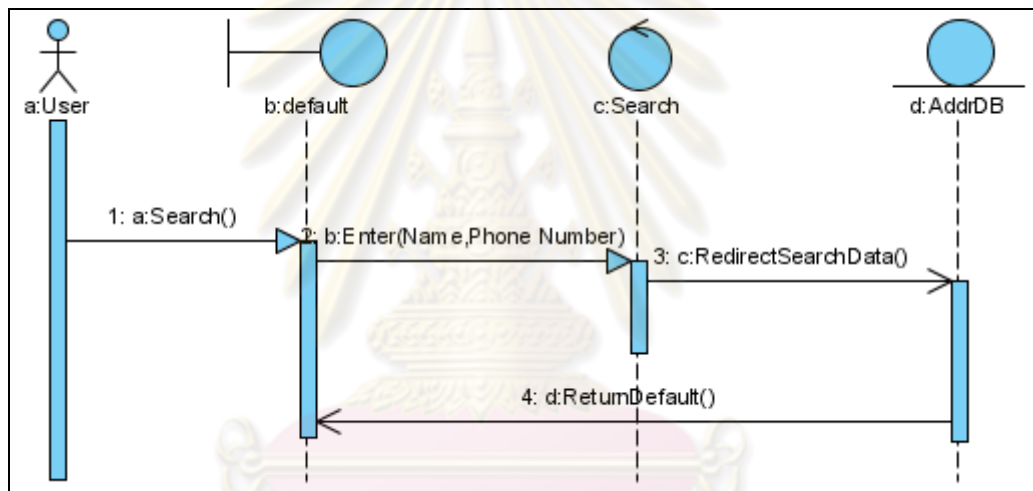 a:User
b:default
c:Search
d:AddrDB
1: a:Search()
2: b:Enter(Name,Phone Number)
3: c:RedirectSearchData()
4: d:ReturnDefault()